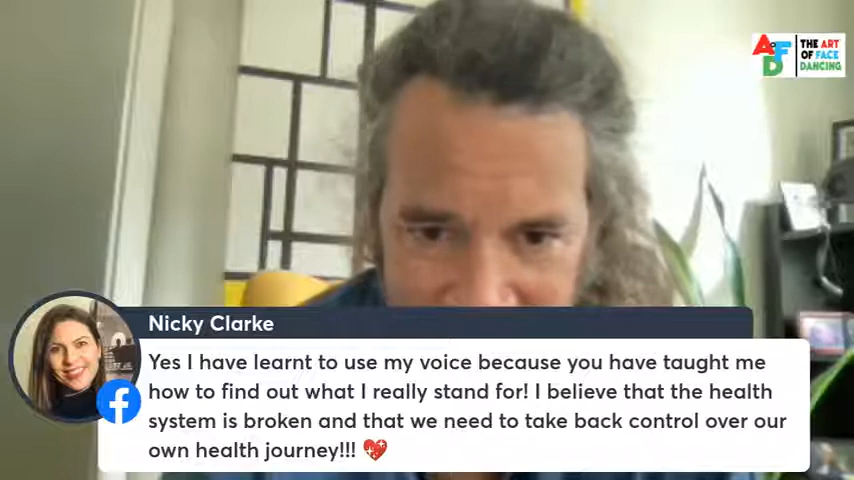 AFD
THE ART
OF FACE
DANCING
Nicky Clarke
Yes I have learnt to use my voice because you have taught me
how to find out what I really stand for! I believe that the health
system is broken and that we need to take back control over our
own health journey!!! 💖